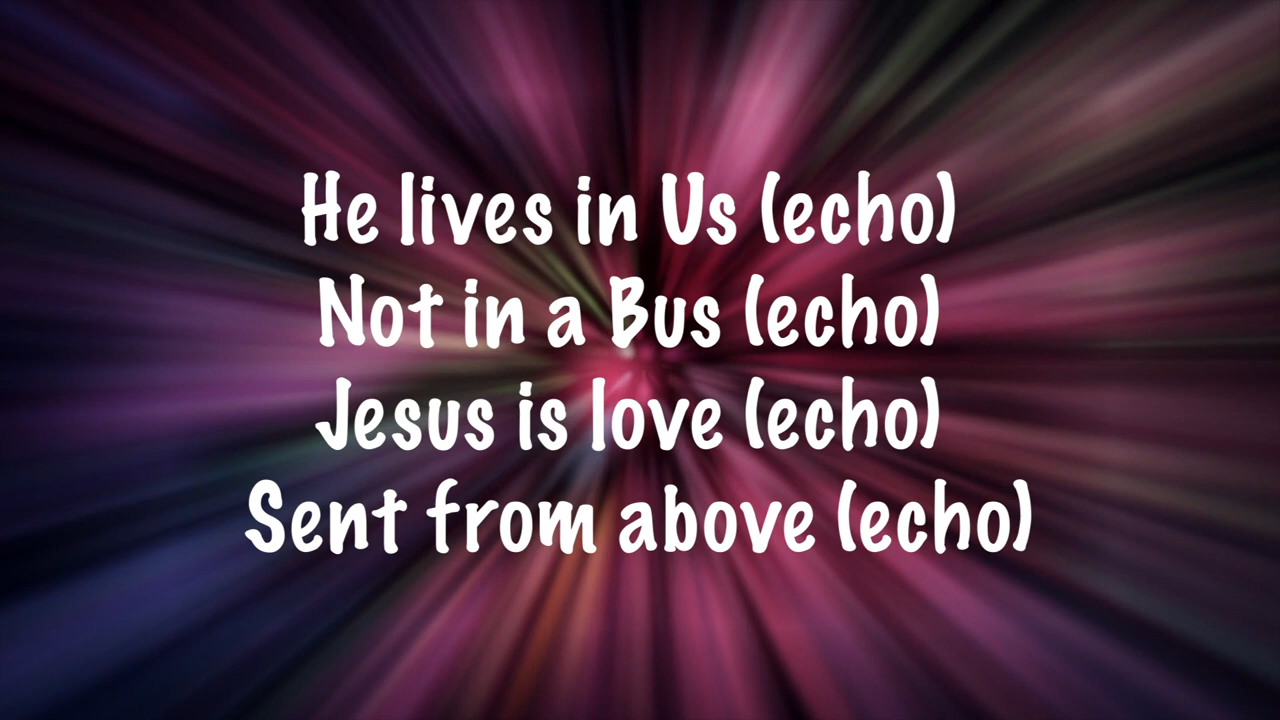 He lives in Us (echo)
Not in a Bus (echo)
Jesus is love (echo)
Sent from above (echo)